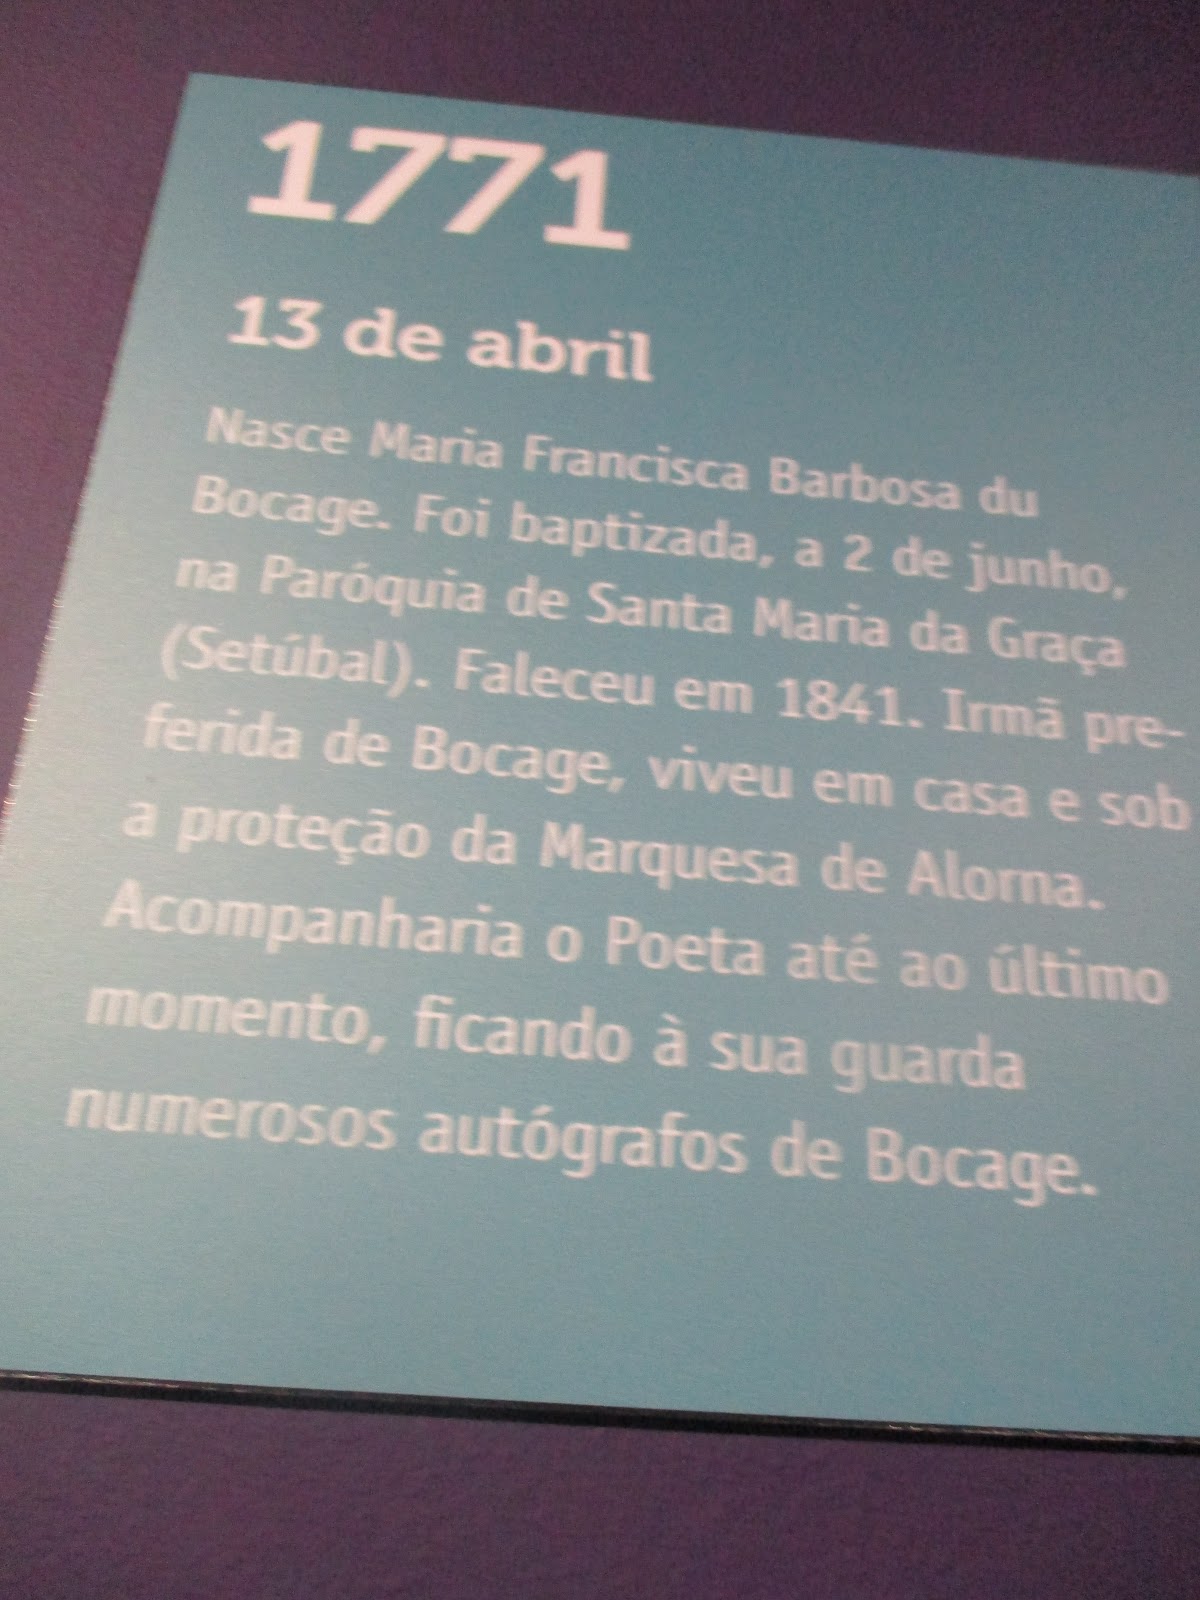 1771
13 de abril
Nasce Maria Francisca Barbosa du
Bocage. Foi baptizada, a 2 de junho,
na Paróquia de Santa Maria da Graça
(Setúbal). Faleceu em 1841. Irmã pre-
ferida de Bocage, viveu em casa e sob
a proteção da Marquesa de Alorna.
Acompanharia o Poeta até ao último
momento, ficando à sua guarda
numerosos autógrafos de Bocage.